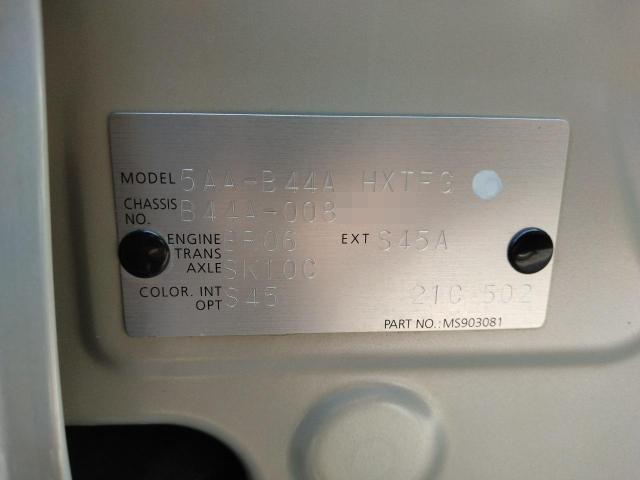 MODEL 5AA-B44A HXTFG
CHASSIS NO. B44A-008
ENGINE BR06 EXT S45A
TRANS AXLE SK10C
COLOR. INT OPT S45 210 502
PART NO.: MS903081